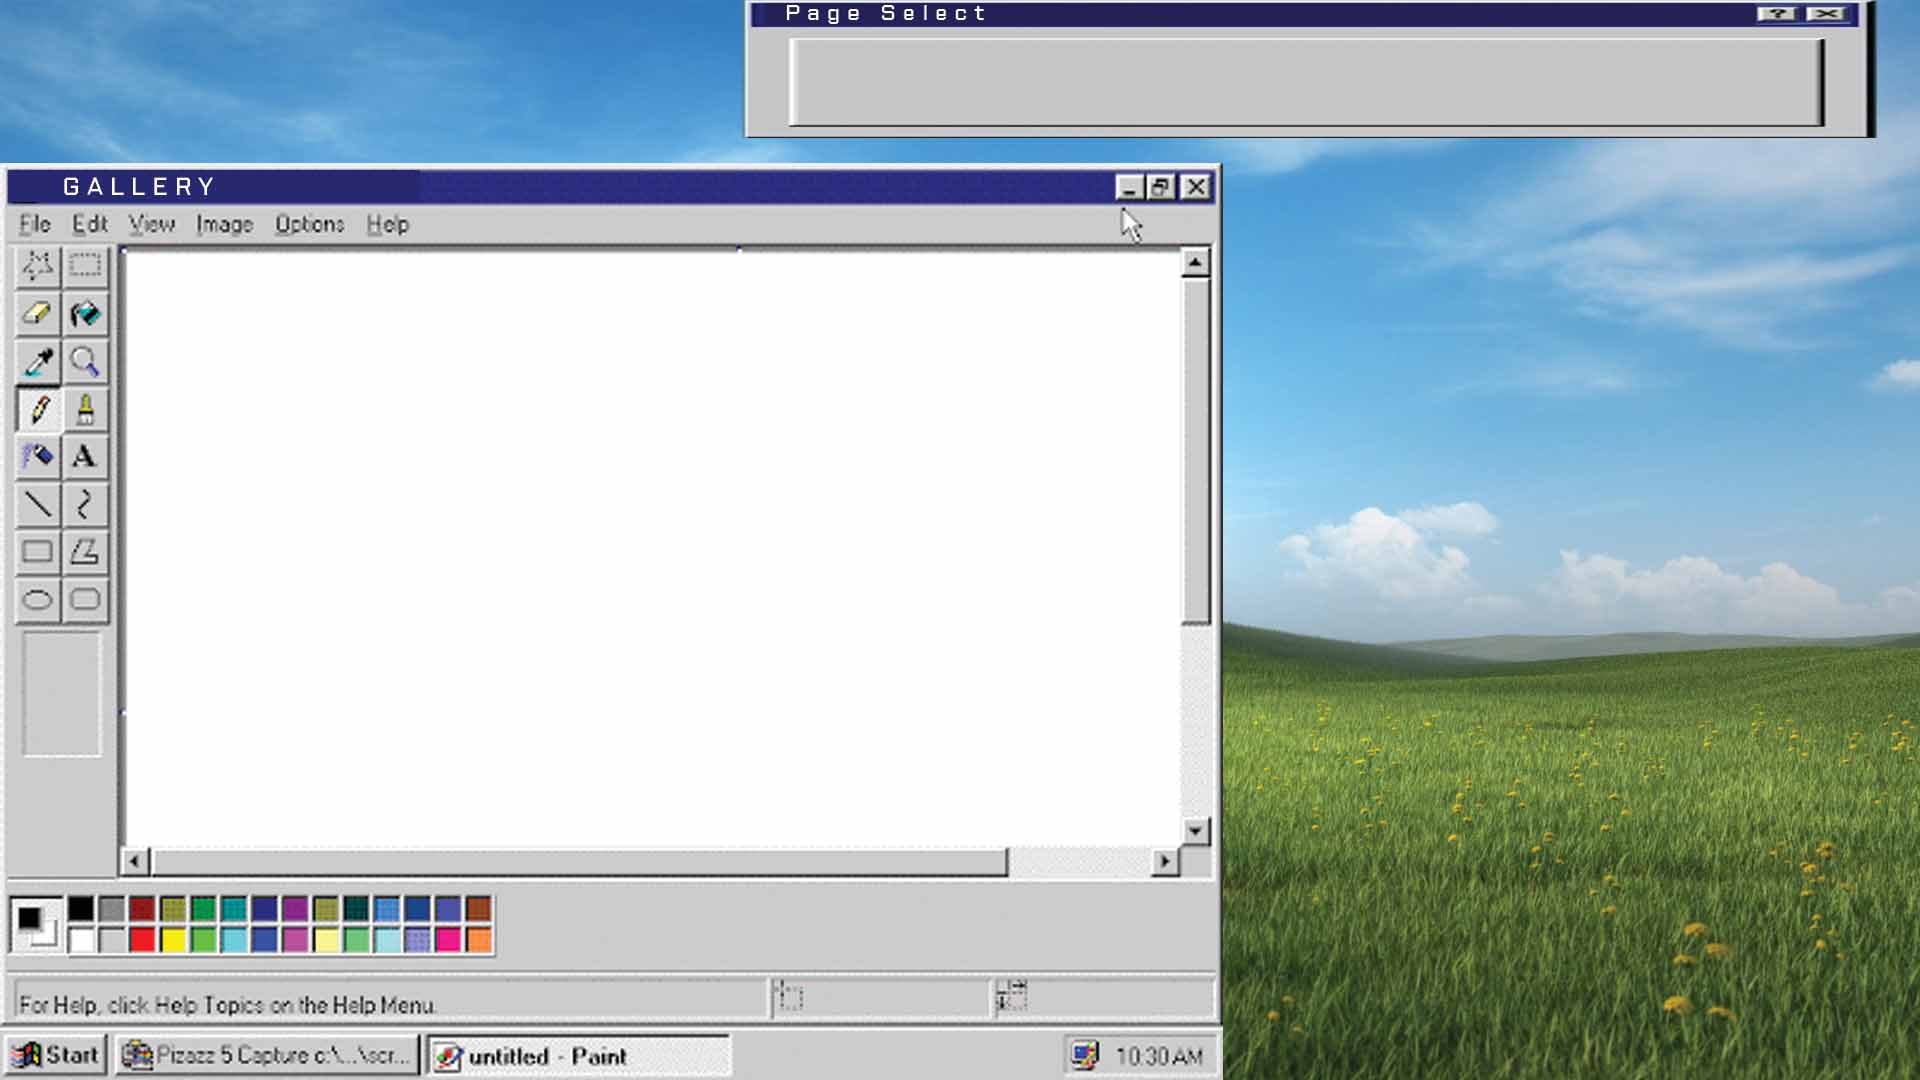 Page Select
GALLERY
File Edit View Image Options Help
A
For Help, click Help Topics on the Help Menu.
Start
Pizazz 5 Capture c:\...\scr...
untitled - Paint
10:30 AM